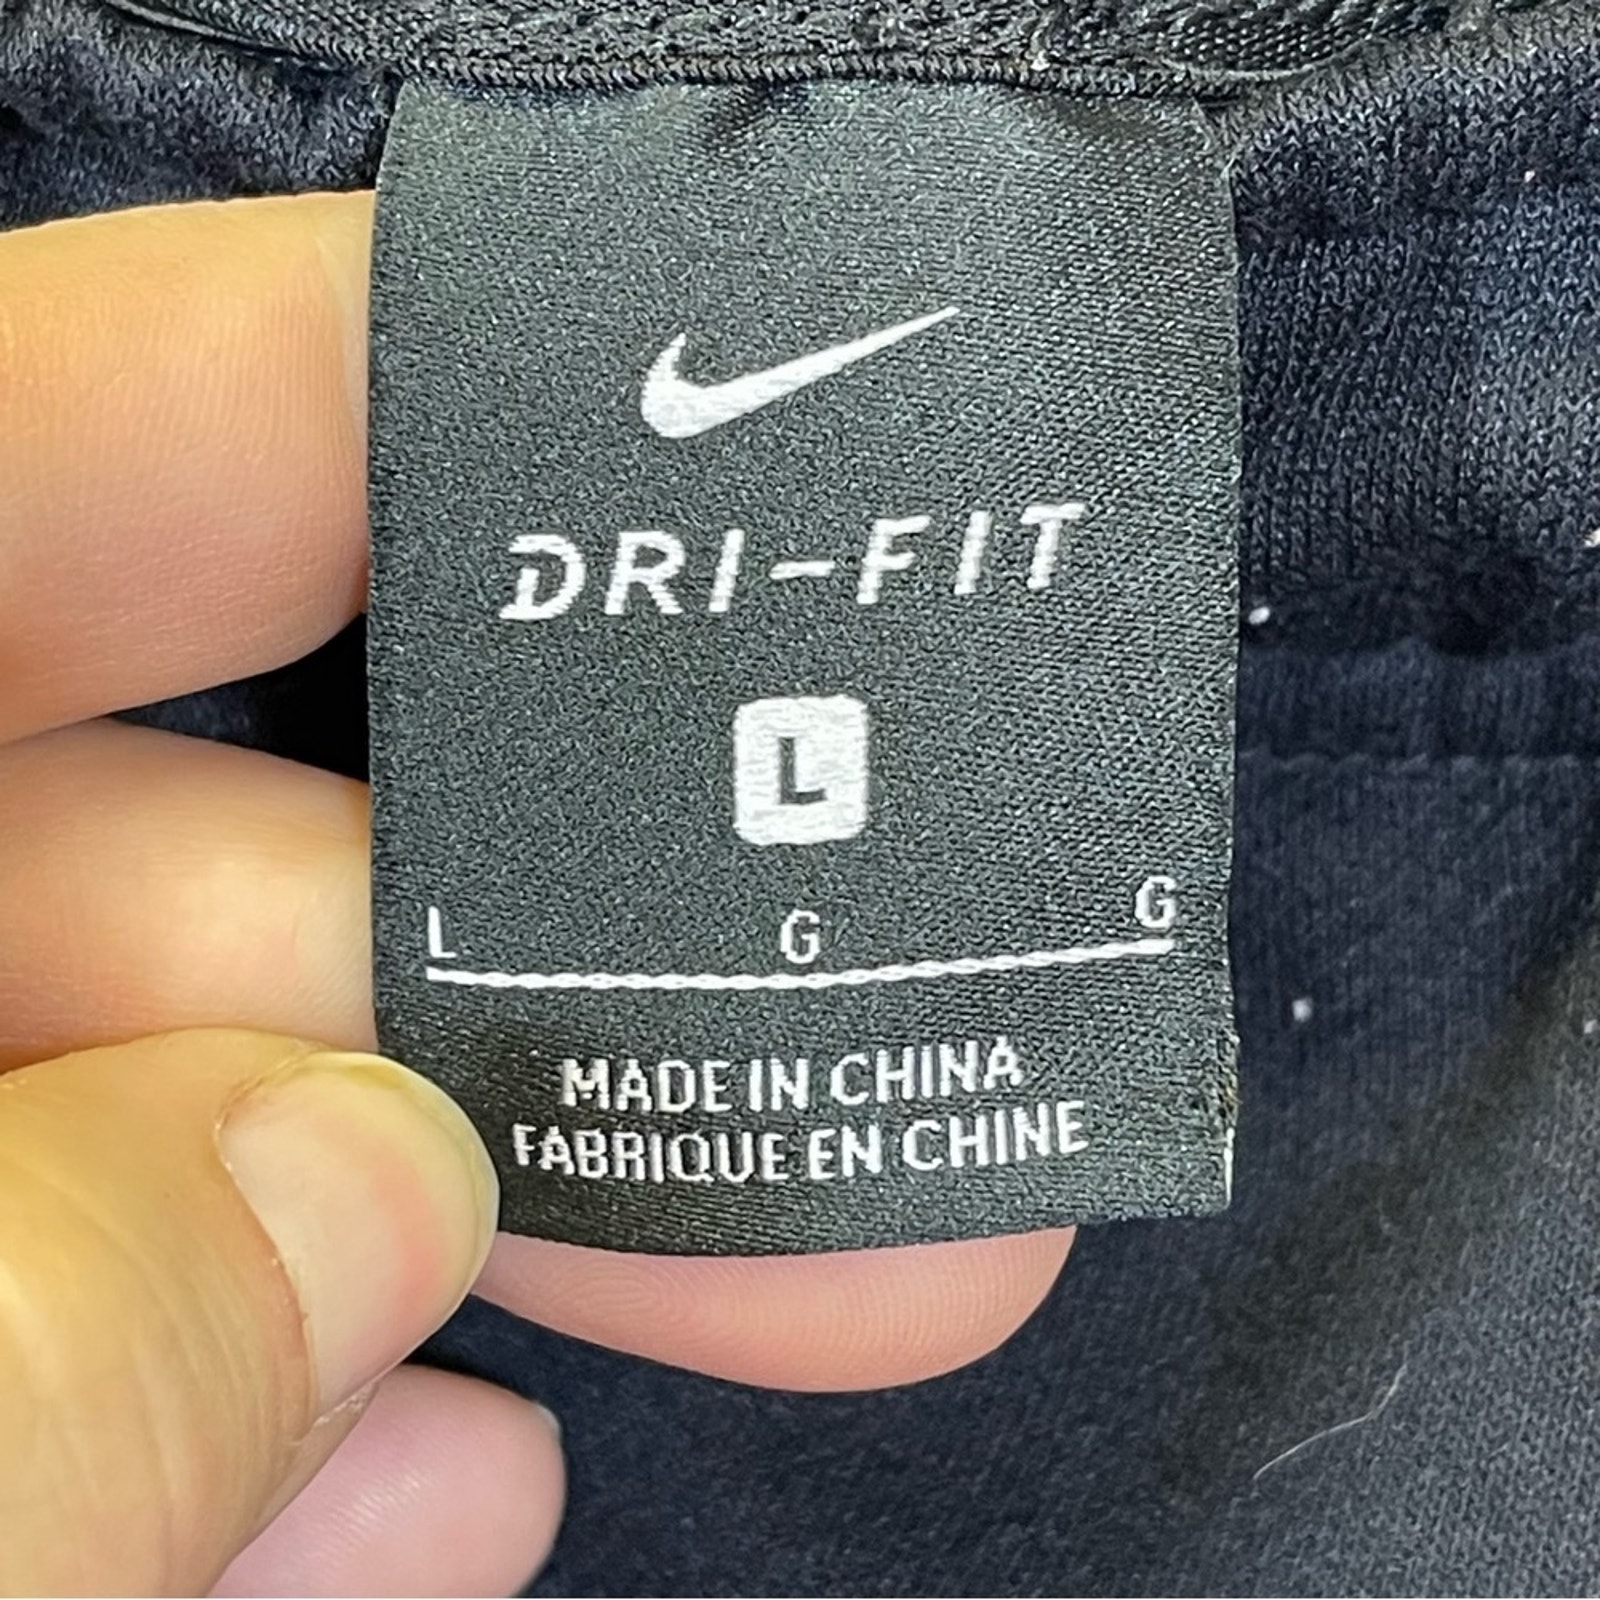 DRI-FIT
L
L G G
MADE IN CHINA
FABRIQUE EN CHINE